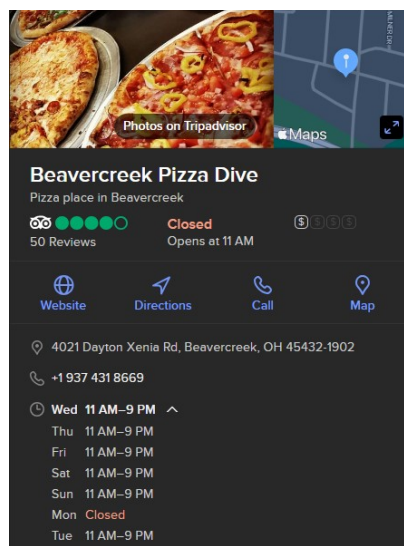 Photos on Tripadvisor
Maps
MILNER DR
Beavercreek Pizza Dive
Pizza place in Beavercreek
50 Reviews
Closed
Opens at 11 AM
$ $ $ $
Website
Directions
Call
Map
4021 Dayton Xenia Rd, Beavercreek, OH 45432-1902
+1 937 431 8669
Wed 11 AM–9 PM
Thu 11 AM–9 PM
Fri 11 AM–9 PM
Sat 11 AM–9 PM
Sun 11 AM–9 PM
Mon Closed
Tue 11 AM–9 PM